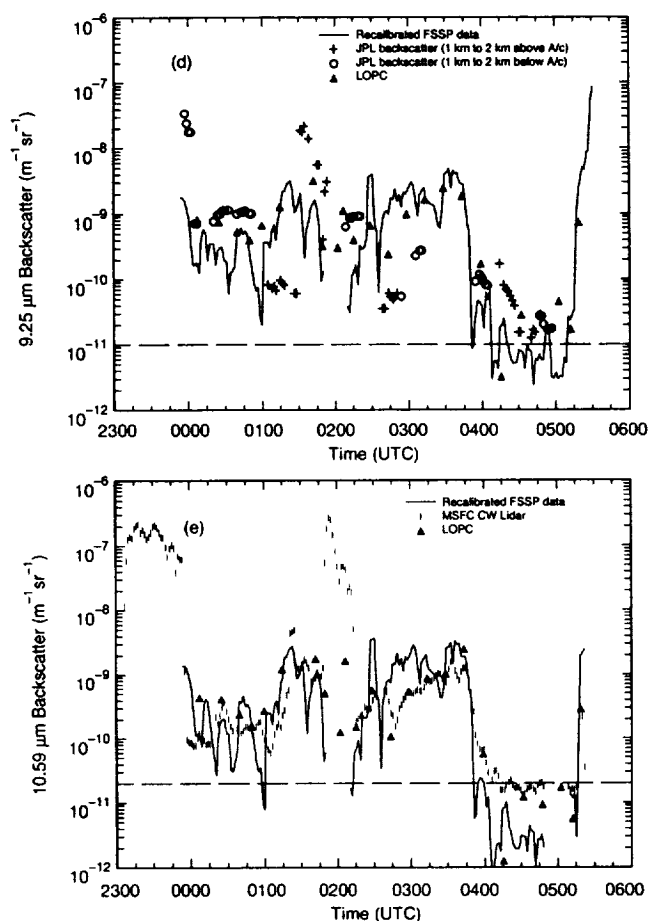 (d)
Recalibrated FSSP data
JPL backscatter (1 km to 2 km above A/c)
JPL backscatter (1 km to 2 km below A/c)
LOPC
9.25 µm Backscatter (m⁻¹ sr⁻¹)
10⁻⁶
10⁻⁷
10⁻⁸
10⁻⁹
10⁻¹⁰
10⁻¹¹
10⁻¹²
2300 0000 0100 0200 0300 0400 0500 0600
Time (UTC)
(e)
Recalibrated FSSP data
MSFC CW Lidar
LOPC
10.59 µm Backscatter (m⁻¹ sr⁻¹)
10⁻⁶
10⁻⁷
10⁻⁸
10⁻⁹
10⁻¹⁰
10⁻¹¹
10⁻¹²
2300 0000 0100 0200 0300 0400 0500 0600
Time (UTC)